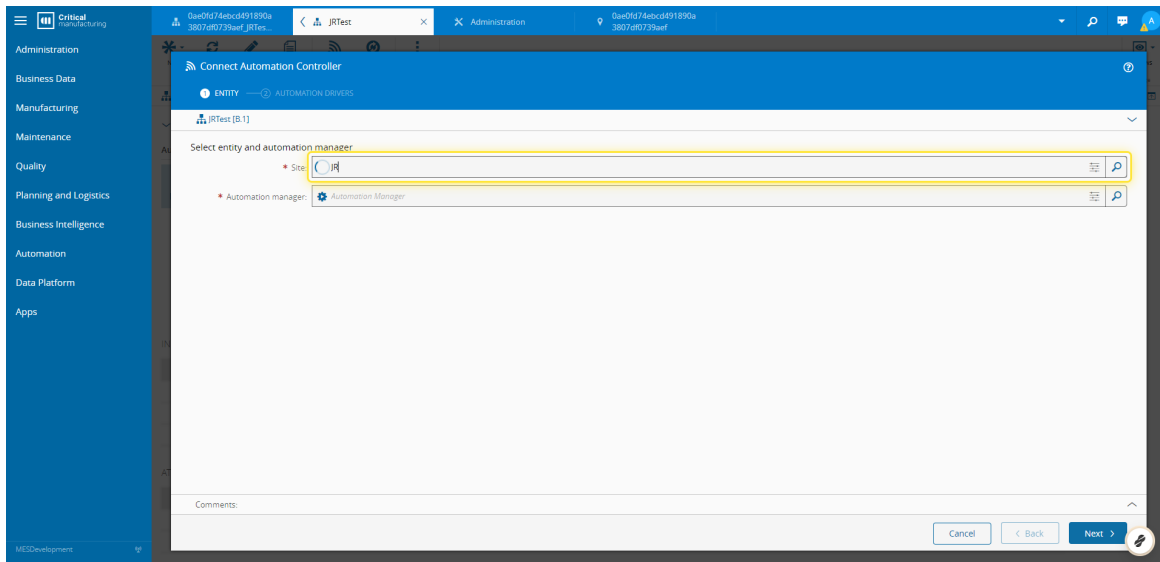 Critical
manufacturing
0ae0fd74ebcd491890a
3807df0739aef_JRTes...
JRTest
Administration
0ae0fd74ebcd491890a
3807df0739aef
A
Administration
Business Data
Manufacturing
Maintenance
Quality
Planning and Logistics
Business Intelligence
Automation
Data Platform
Apps
MESDevelopment
Connect Automation Controller
1 ENTITY
2 AUTOMATION DRIVERS
JRTest [B.1]
Select entity and automation manager
* Site: JR
* Automation manager: Automation Manager
Comments:
Cancel
< Back
Next >